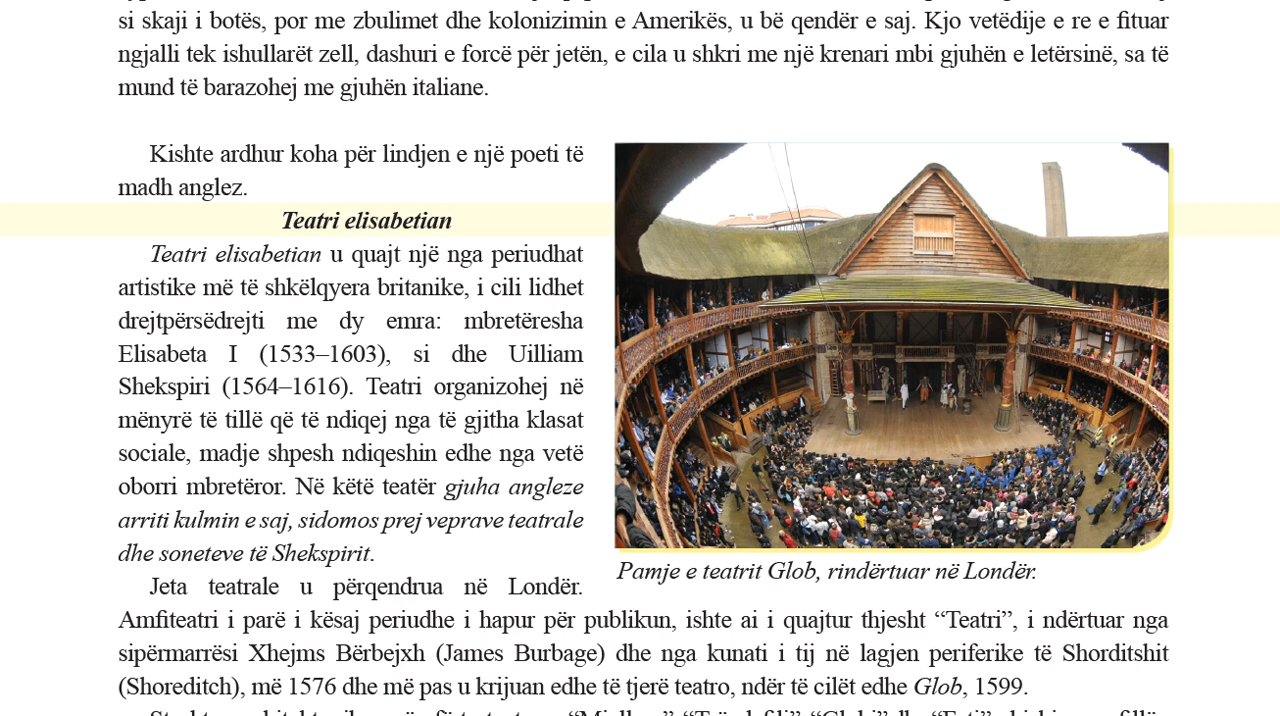 si skaji i botës, por me zbulimet dhe kolonizimin e Amerikës, u bë qendër e saj. Kjo vetëdije e re e fituar
ngjalli tek ishullarët zell, dashuri e forcë për jetën, e cila u shkri me një krenari mbi gjuhën e letërsinë, sa të
mund të barazohej me gjuhën italiane.
Kishte ardhur koha për lindjen e një poeti të
madh anglez.
Teatri elisabetian
Teatri elisabetian u quajt një nga periudhat
artistike më të shkëlqyera britanike, i cili lidhet
drejtpërsëdrejti me dy emra: mbretëresha
Elisabeta I (1533–1603), si dhe Uilliam
Shekspiri (1564–1616). Teatri organizohej në
mënyrë të tillë që të ndiqej nga të gjitha klasat
sociale, madje shpesh ndiqeshin edhe nga vetë
oborri mbretëror. Në këtë teatër gjuha angleze
arriti kulmin e saj, sidomos prej veprave teatrale
dhe soneteve të Shekspirit.
Pamje e teatrit Glob, rindërtuar në Londër.
Jeta teatrale u përqendrua në Londër.
Amfiteatri i parë i kësaj periudhe i hapur për publikun, ishte ai i quajtur thjesht “Teatri”, i ndërtuar nga
sipërmarrësi Xhejms Bërbejxh (James Burbage) dhe nga kunati i tij në lagjen periferike të Shorditshit
(Shoreditch), më 1576 dhe më pas u krijuan edhe të tjerë teatro, ndër të cilët edhe Glob, 1599.